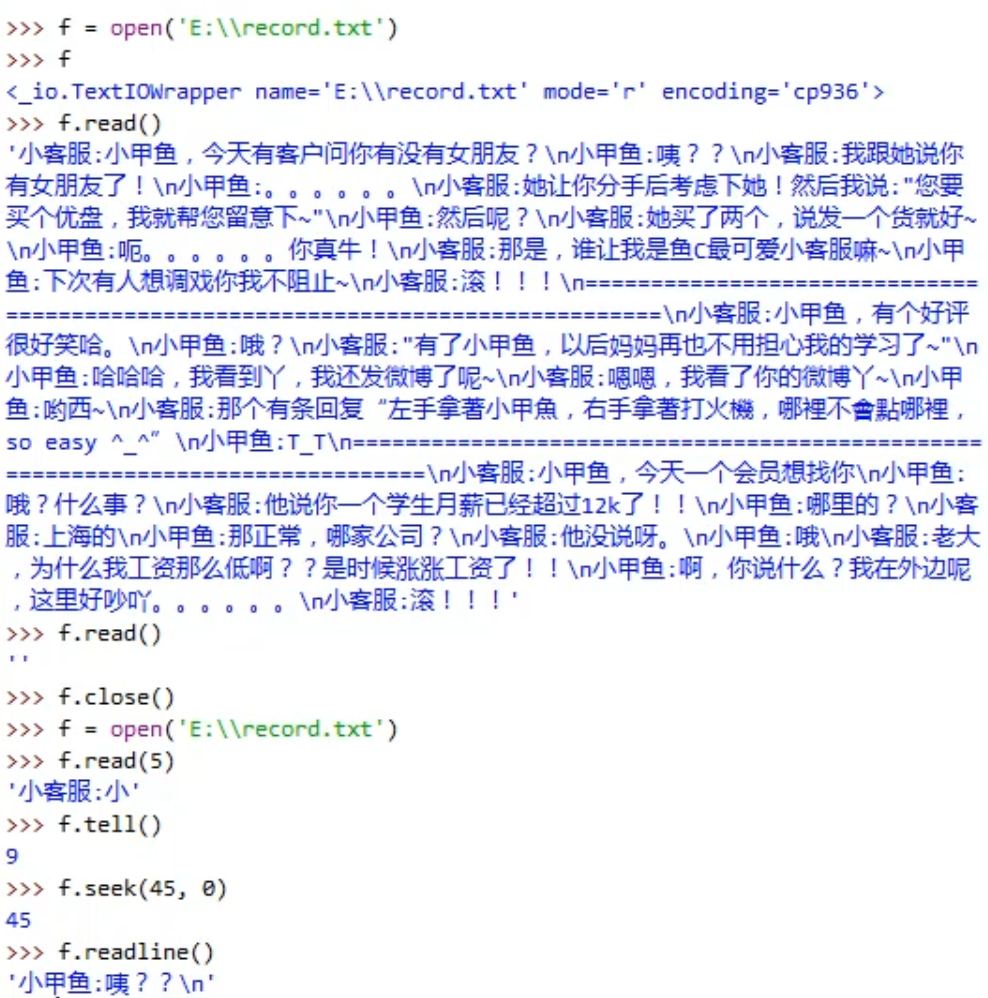 >>> f = open('E:\\record.txt')
>>> f
<_io.TextIOWrapper name='E:\\record.txt' mode='r' encoding='cp936'>
>>> f.read()
'小客服:小甲鱼，今天有客户问你有没有女朋友？\n小甲鱼:咦？？\n小客服:我跟她说你
有女朋友了！\n小甲鱼:。。。。。。\n小客服:她让你分手后考虑下她！然后我说:"您要
买个优盘，我就帮您留意下~"\n小甲鱼:然后呢？\n小客服:她买了两个，说发一个货就好~
\n小甲鱼:呃。。。。。。你真牛！\n小客服:那是，谁让我是鱼C最可爱小客服嘛~\n小甲
鱼:下次有人想调戏你我不阻止~\n小客服:滚！！！\n==============================
==================================================\n小客服:小甲鱼，有个好评
很好笑哈。\n小甲鱼:哦？\n小客服:"有了小甲鱼，以后妈妈再也不用担心我的学习了~"\n
小甲鱼:哈哈哈，我看到丫，我还发微博了呢~\n小客服:嗯嗯，我看了你的微博丫~\n小甲
鱼:哟西~\n小客服:那个有条回复“左手拿著小甲魚，右手拿著打火機，哪裡不會點哪裡，
so easy ^_^”\n小甲鱼:T_T\n================================================
================================\n小客服:小甲鱼，今天一个会员想找你\n小甲鱼:
哦？什么事？\n小客服:他说你一个学生月薪已经超过12k了！！\n小甲鱼:哪里的？\n小客
服:上海的\n小甲鱼:那正常，哪家公司？\n小客服:他没说呀。\n小甲鱼:哦\n小客服:老大
，为什么我工资那么低啊？？是时候涨涨工资了！！\n小甲鱼:啊，你说什么？我在外边呢
，这里好吵吖。。。。。。\n小客服:滚！！！'
>>> f.read()
''
>>> f.close()
>>> f = open('E:\\record.txt')
>>> f.read(5)
'小客服:小'
>>> f.tell()
9
>>> f.seek(45, 0)
45
>>> f.readline()
'小甲鱼:咦？？\n'